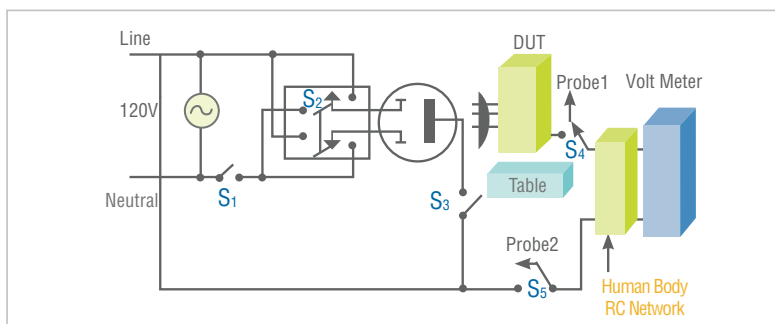 Line
DUT
Probe1
Volt Meter
S2
120V
S4
Table
Neutral
S1
S3
Probe2
S5
Human Body
RC Network